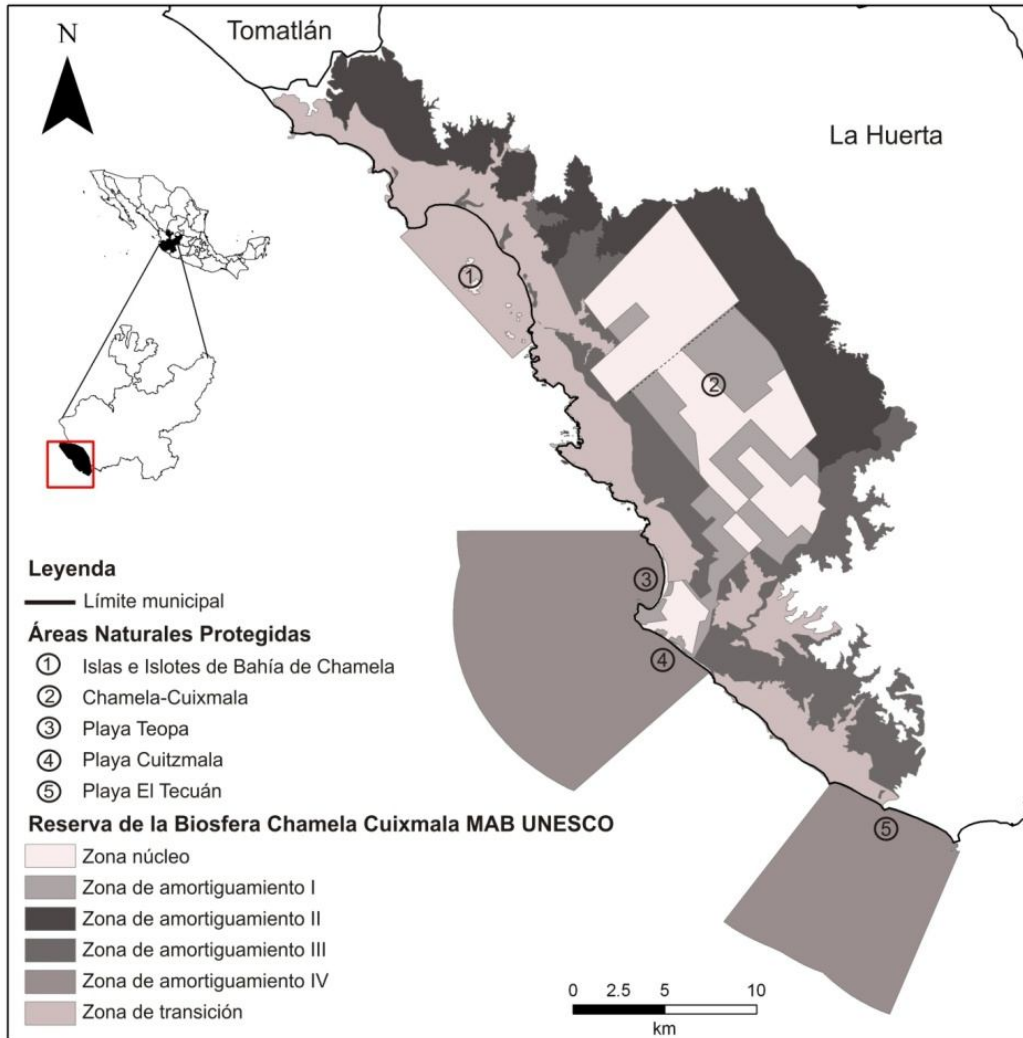 Tomatlán
N
La Huerta
1
2
3
4
5
Leyenda
Límite municipal
Áreas Naturales Protegidas
1 Islas e Islotes de Bahía de Chamela
2 Chamela-Cuixmala
3 Playa Teopa
4 Playa Cuitzmala
5 Playa El Tecuán
Reserva de la Biosfera Chamela Cuixmala MAB UNESCO
Zona núcleo
Zona de amortiguamiento I
Zona de amortiguamiento II
Zona de amortiguamiento III
Zona de amortiguamiento IV
Zona de transición
0 2.5 5 10
km